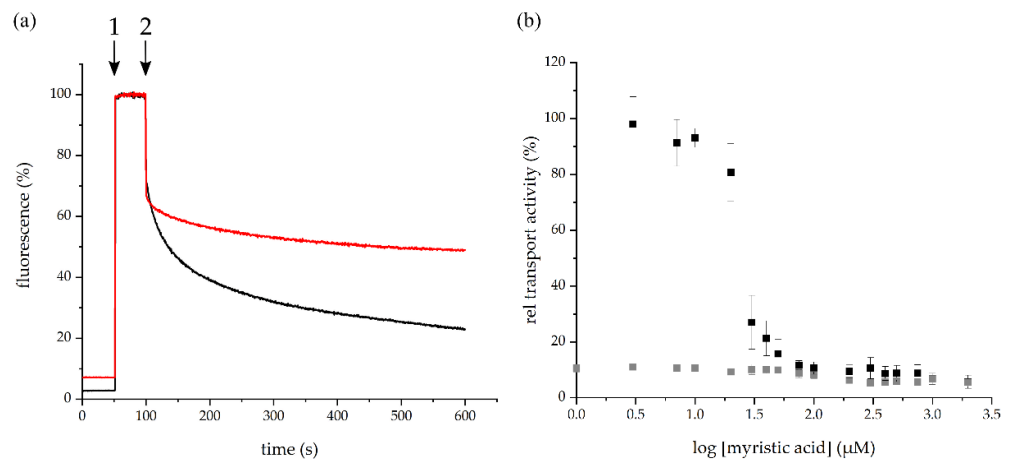 (a)
1 2
100
80
60
40
20
0
fluorescence (%)
0 100 200 300 400 500 600
time (s)
(b)
120
100
80
60
40
20
0
rel transport activity (%)
0.0 0.5 1.0 1.5 2.0 2.5 3.0 3.5
log [myristic acid] (μM)